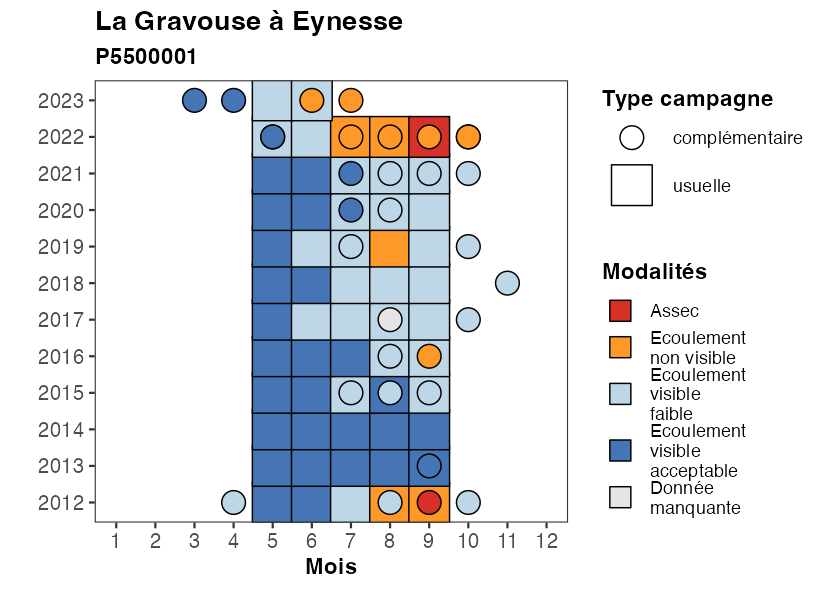 La Gravouse à Eynesse
P5500001
2023
2022
2021
2020
2019
2018
2017
2016
2015
2014
2013
2012
1 2 3 4 5 6 7 8 9 10 11 12
Mois
Type campagne
complémentaire
usuelle
Modalités
Assec
Ecoulement
non visible
Ecoulement
visible
faible
Ecoulement
visible
acceptable
Donnée
manquante